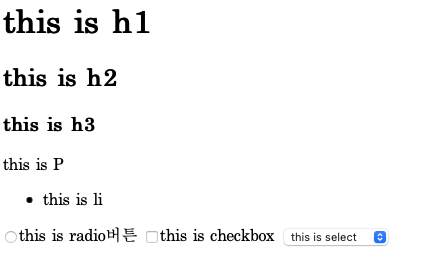 this is h1
this is h2
this is h3
this is P
this is li
this is radio버튼 this is checkbox this is select